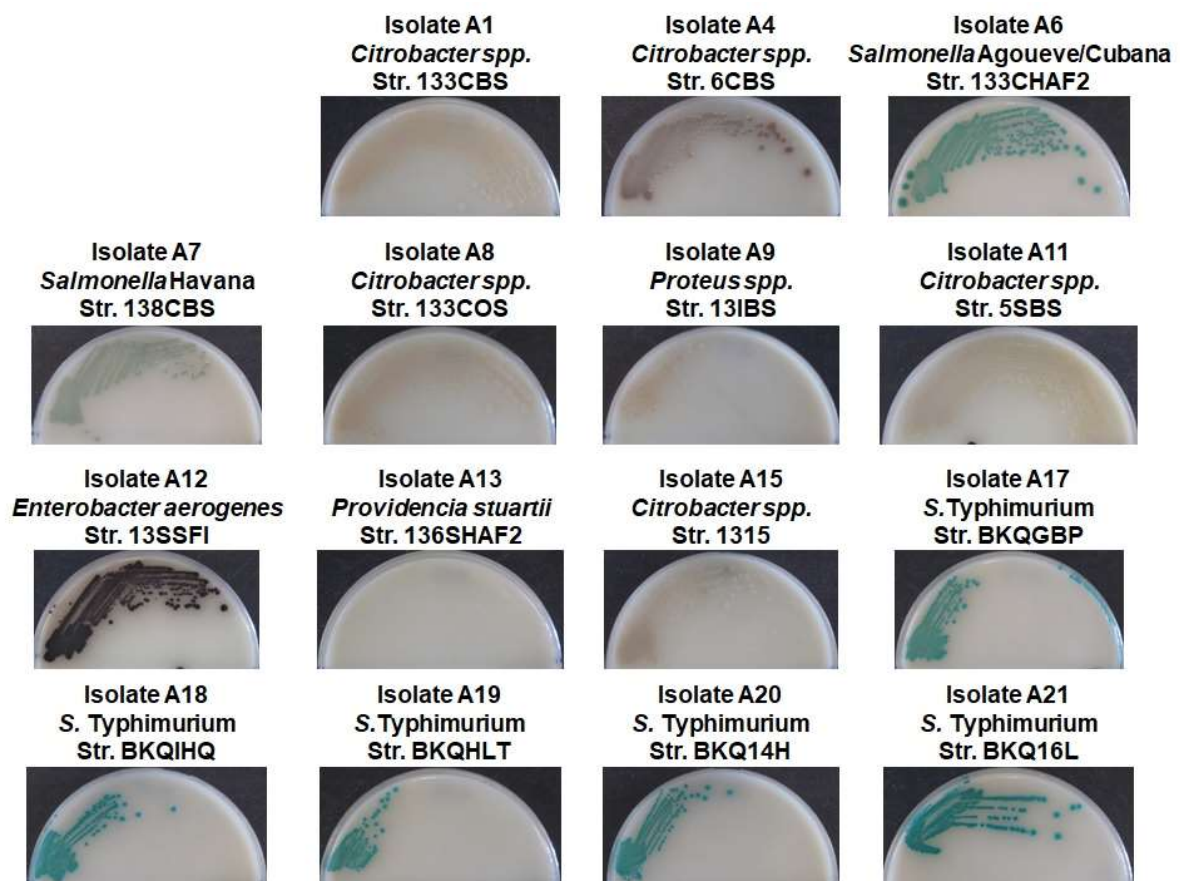 Isolate A1
Citrobacter spp.
Str. 133CBS
Isolate A4
Citrobacter spp.
Str. 6CBS
Isolate A6
Salmonella Agoueve/Cubana
Str. 133CHAF2
Isolate A7
Salmonella Havana
Str. 138CBS
Isolate A8
Citrobacter spp.
Str. 133COS
Isolate A9
Proteus spp.
Str. 13IBS
Isolate A11
Citrobacter spp.
Str. 5SBS
Isolate A12
Enterobacter aerogenes
Str. 13SSFI
Isolate A13
Providencia stuartii
Str. 136SHAF2
Isolate A15
Citrobacter spp.
Str. 1315
Isolate A17
S.Typhimurium
Str. BKQGBP
Isolate A18
S. Typhimurium
Str. BKQIHQ
Isolate A19
S.Typhimurium
Str. BKQHLT
Isolate A20
S. Typhimurium
Str. BKQ14H
Isolate A21
S. Typhimurium
Str. BKQ16L